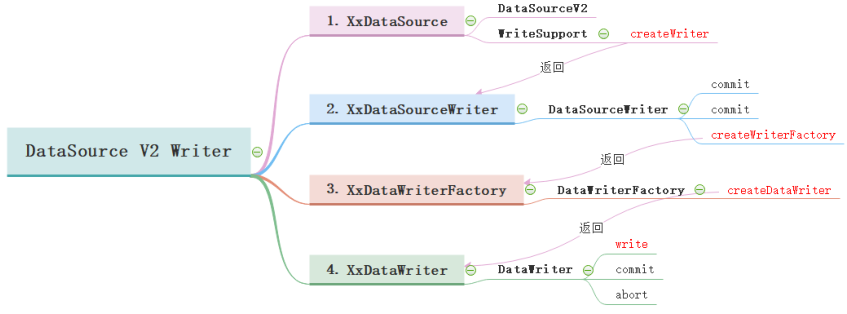 DataSource V2 Writer
1. XxDataSource
DataSourceV2
WriteSupport
createWriter
返回
2. XxDataSourceWriter
DataSourceWriter
commit
commit
createWriterFactory
返回
3. XxDataWriterFactory
DataWriterFactory
createDataWriter
返回
4. XxDataWriter
DataWriter
write
commit
abort